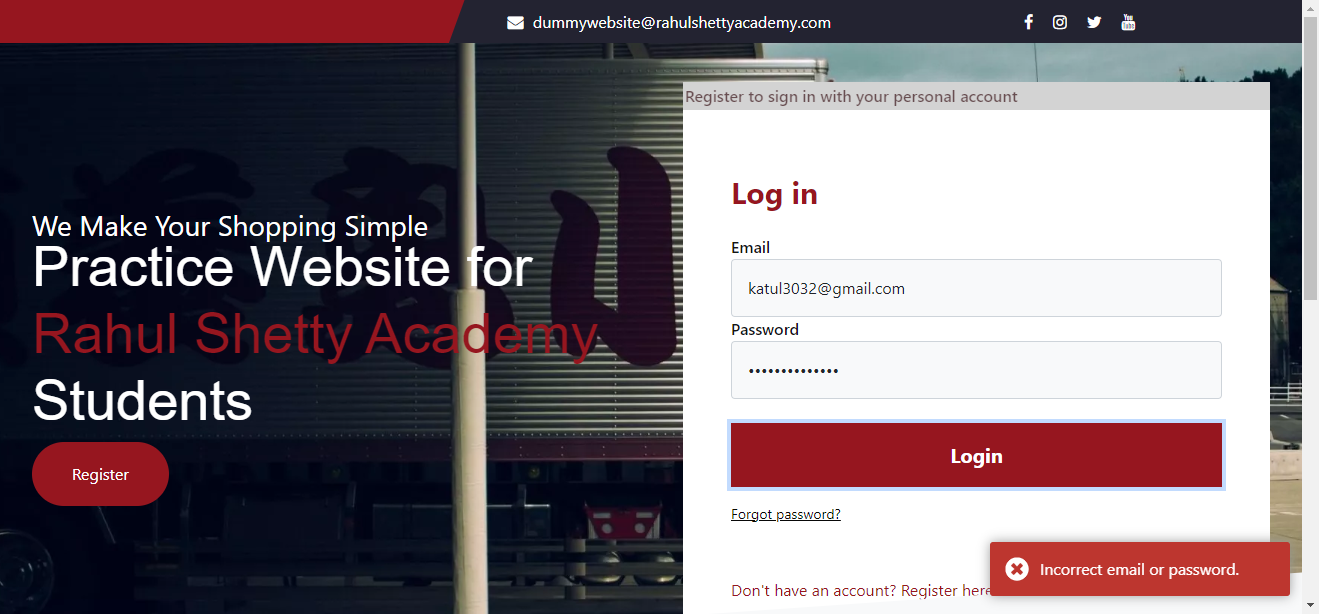 dummywebsite@rahulshettyacademy.com
We Make Your Shopping Simple
Practice Website for
Rahul Shetty Academy
Students
Register
Register to sign in with your personal account
Log in
Email
katul3032@gmail.com
Password
••••••••••••••
Login
Forgot password?
Don't have an account? Register here
Incorrect email or password.